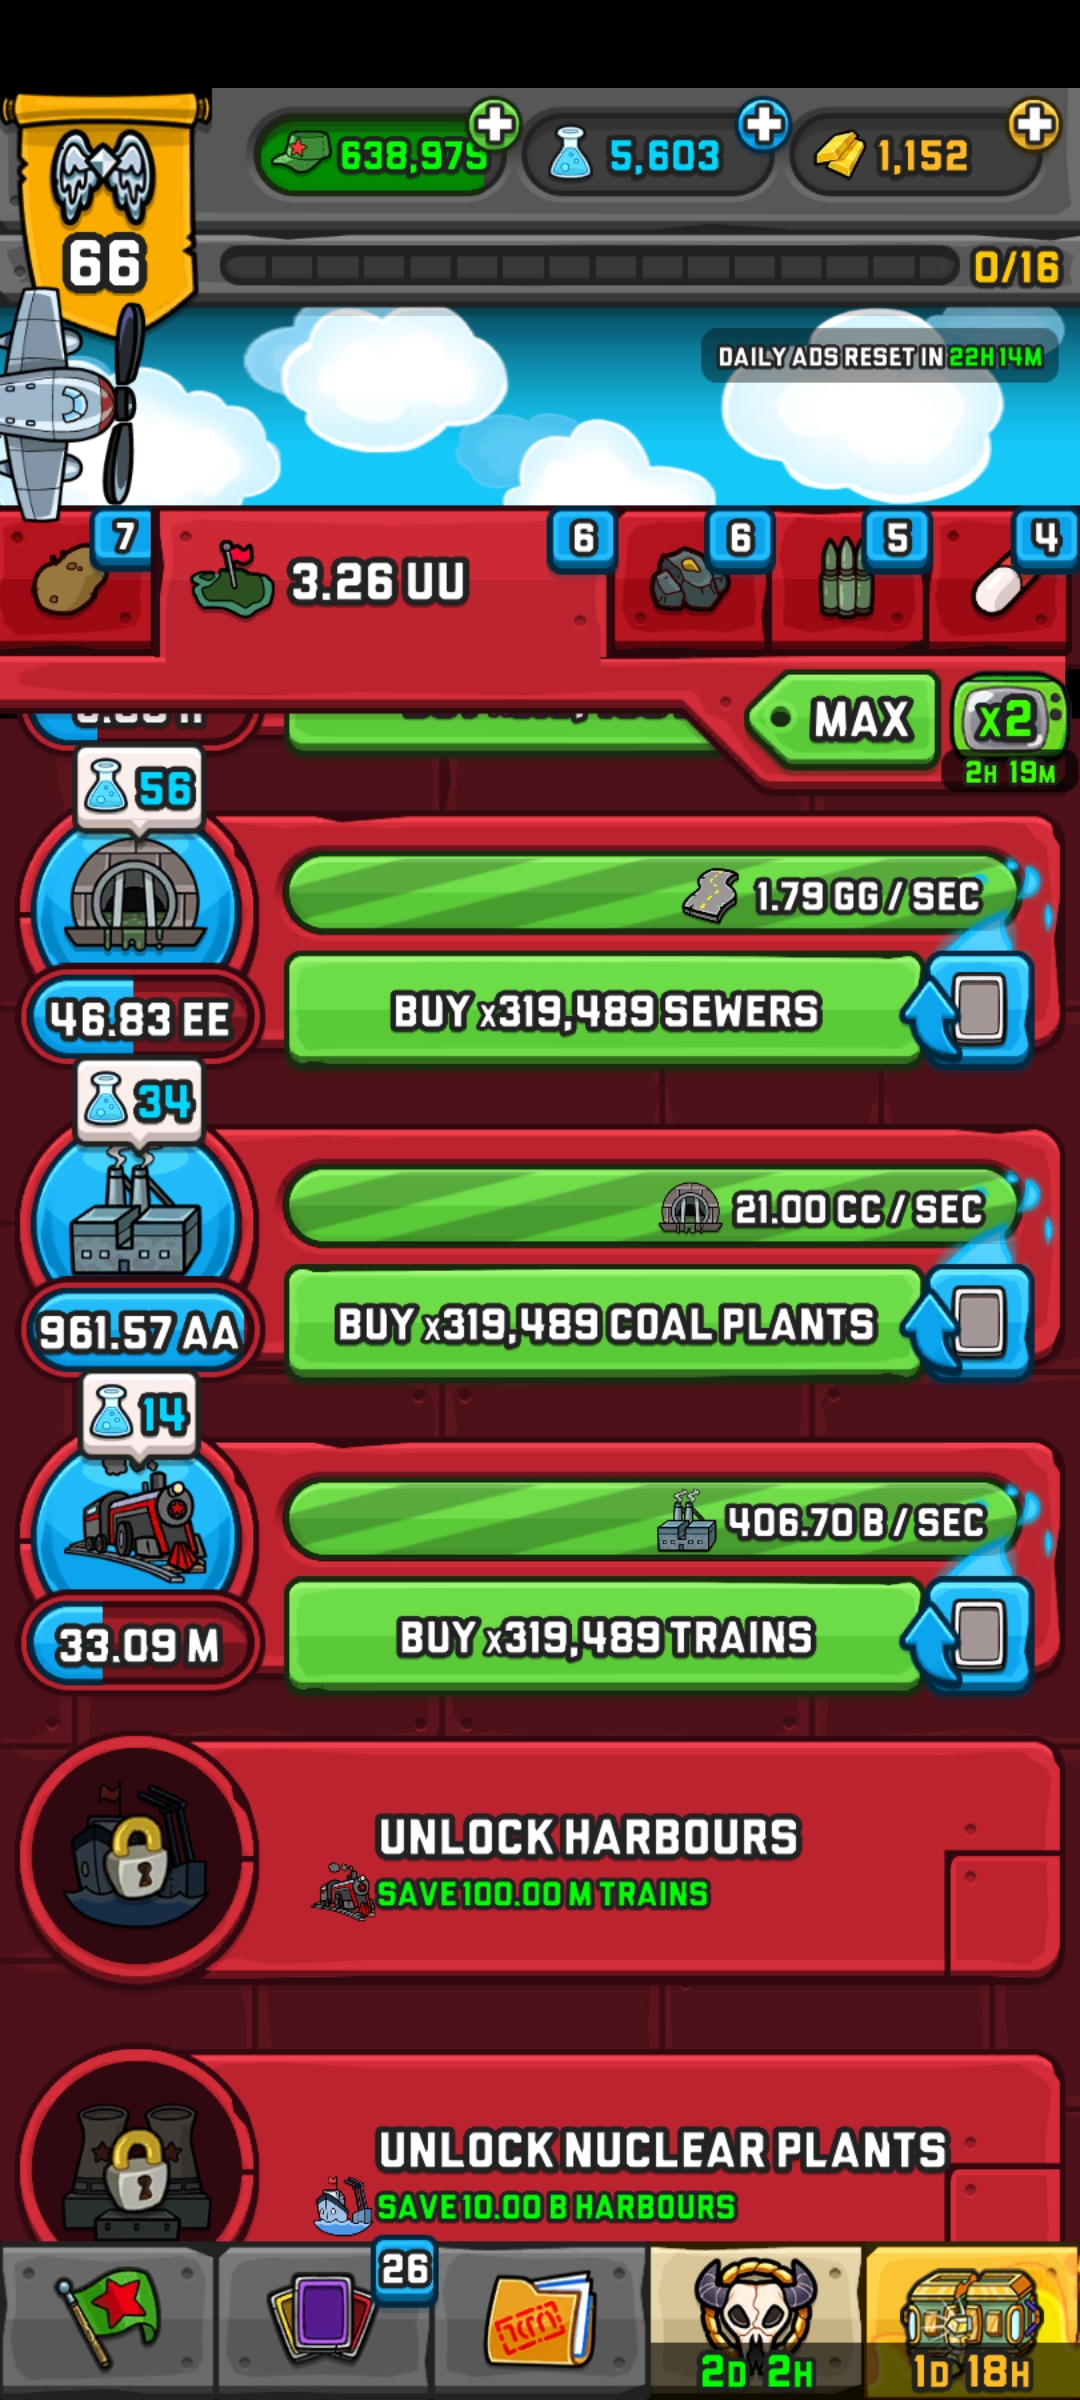 638,975
5,603
1,152
66
0/16
DAILY ADS RESET IN 22H 14M
7
3.26 UU
6
6
5
4
MAX
X2
2H 19M
56
1.79 GG / SEC
46.83 EE
BUY x319,489 SEWERS
34
21.00 CC / SEC
961.57 AA
BUY x319,489 COAL PLANTS
14
406.70 B / SEC
33.09 M
BUY x319,489 TRAINS
UNLOCK HARBOURS
SAVE 100.00 M TRAINS
UNLOCK NUCLEAR PLANTS
SAVE 10.00 B HARBOURS
26
2D 2H
1D 18H